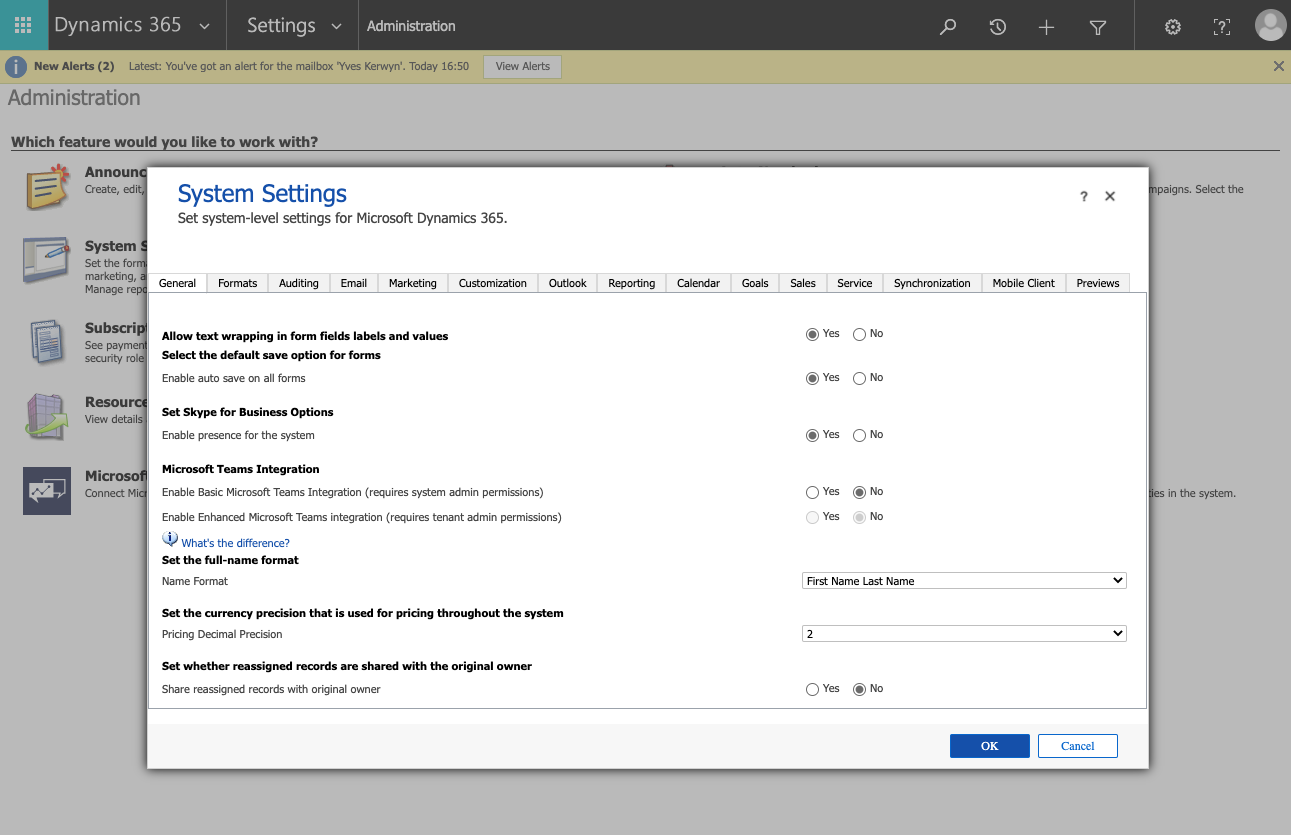 Dynamics 365 Settings Administration
New Alerts (2) Latest: You've got an alert for the mailbox 'Yves Kerwyn'. Today 16:50 View Alerts
Administration
Which feature would you like to work with?
Create, edit,
mpaigns. Select the
System S
Set the form
marketing, a
Manage repo
Subscrip
See payment
security role
Resource
View details
Microsoft
Connect Micr
ties in the system.
System Settings
? 
Set system-level settings for Microsoft Dynamics 365.
General Formats Auditing Email Marketing Customization Outlook Reporting Calendar Goals Sales Service Synchronization Mobile Client Previews
Allow text wrapping in form fields labels and values Yes No
Select the default save option for forms
Enable auto save on all forms Yes No
Set Skype for Business Options
Enable presence for the system Yes No
Microsoft Teams Integration
Enable Basic Microsoft Teams Integration (requires system admin permissions) Yes No
Enable Enhanced Microsoft Teams integration (requires tenant admin permissions) Yes No
What's the difference?
Set the full-name format
Name Format First Name Last Name
Set the currency precision that is used for pricing throughout the system
Pricing Decimal Precision 2
Set whether reassigned records are shared with the original owner
Share reassigned records with original owner Yes No
OK Cancel